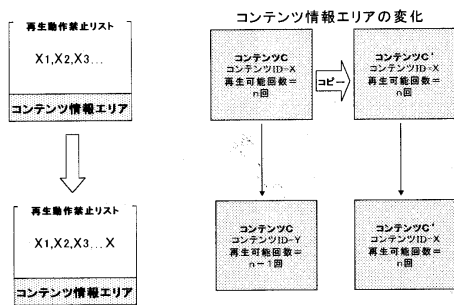 再生動作禁止リスト
X1,X2,X3...
コンテンツ情報エリア
再生動作禁止リスト
X1,X2,X3...X
コンテンツ情報エリア
コンテンツ情報エリアの変化
コンテンツC
コンテンツID=X
再生可能回数=
n回
コピー
コンテンツC'
コンテンツID=X
再生可能回数=
n回
コンテンツC
コンテンツID=Y
再生可能回数=
n-1回
コンテンツC'
コンテンツID=X
再生可能回数=
n回